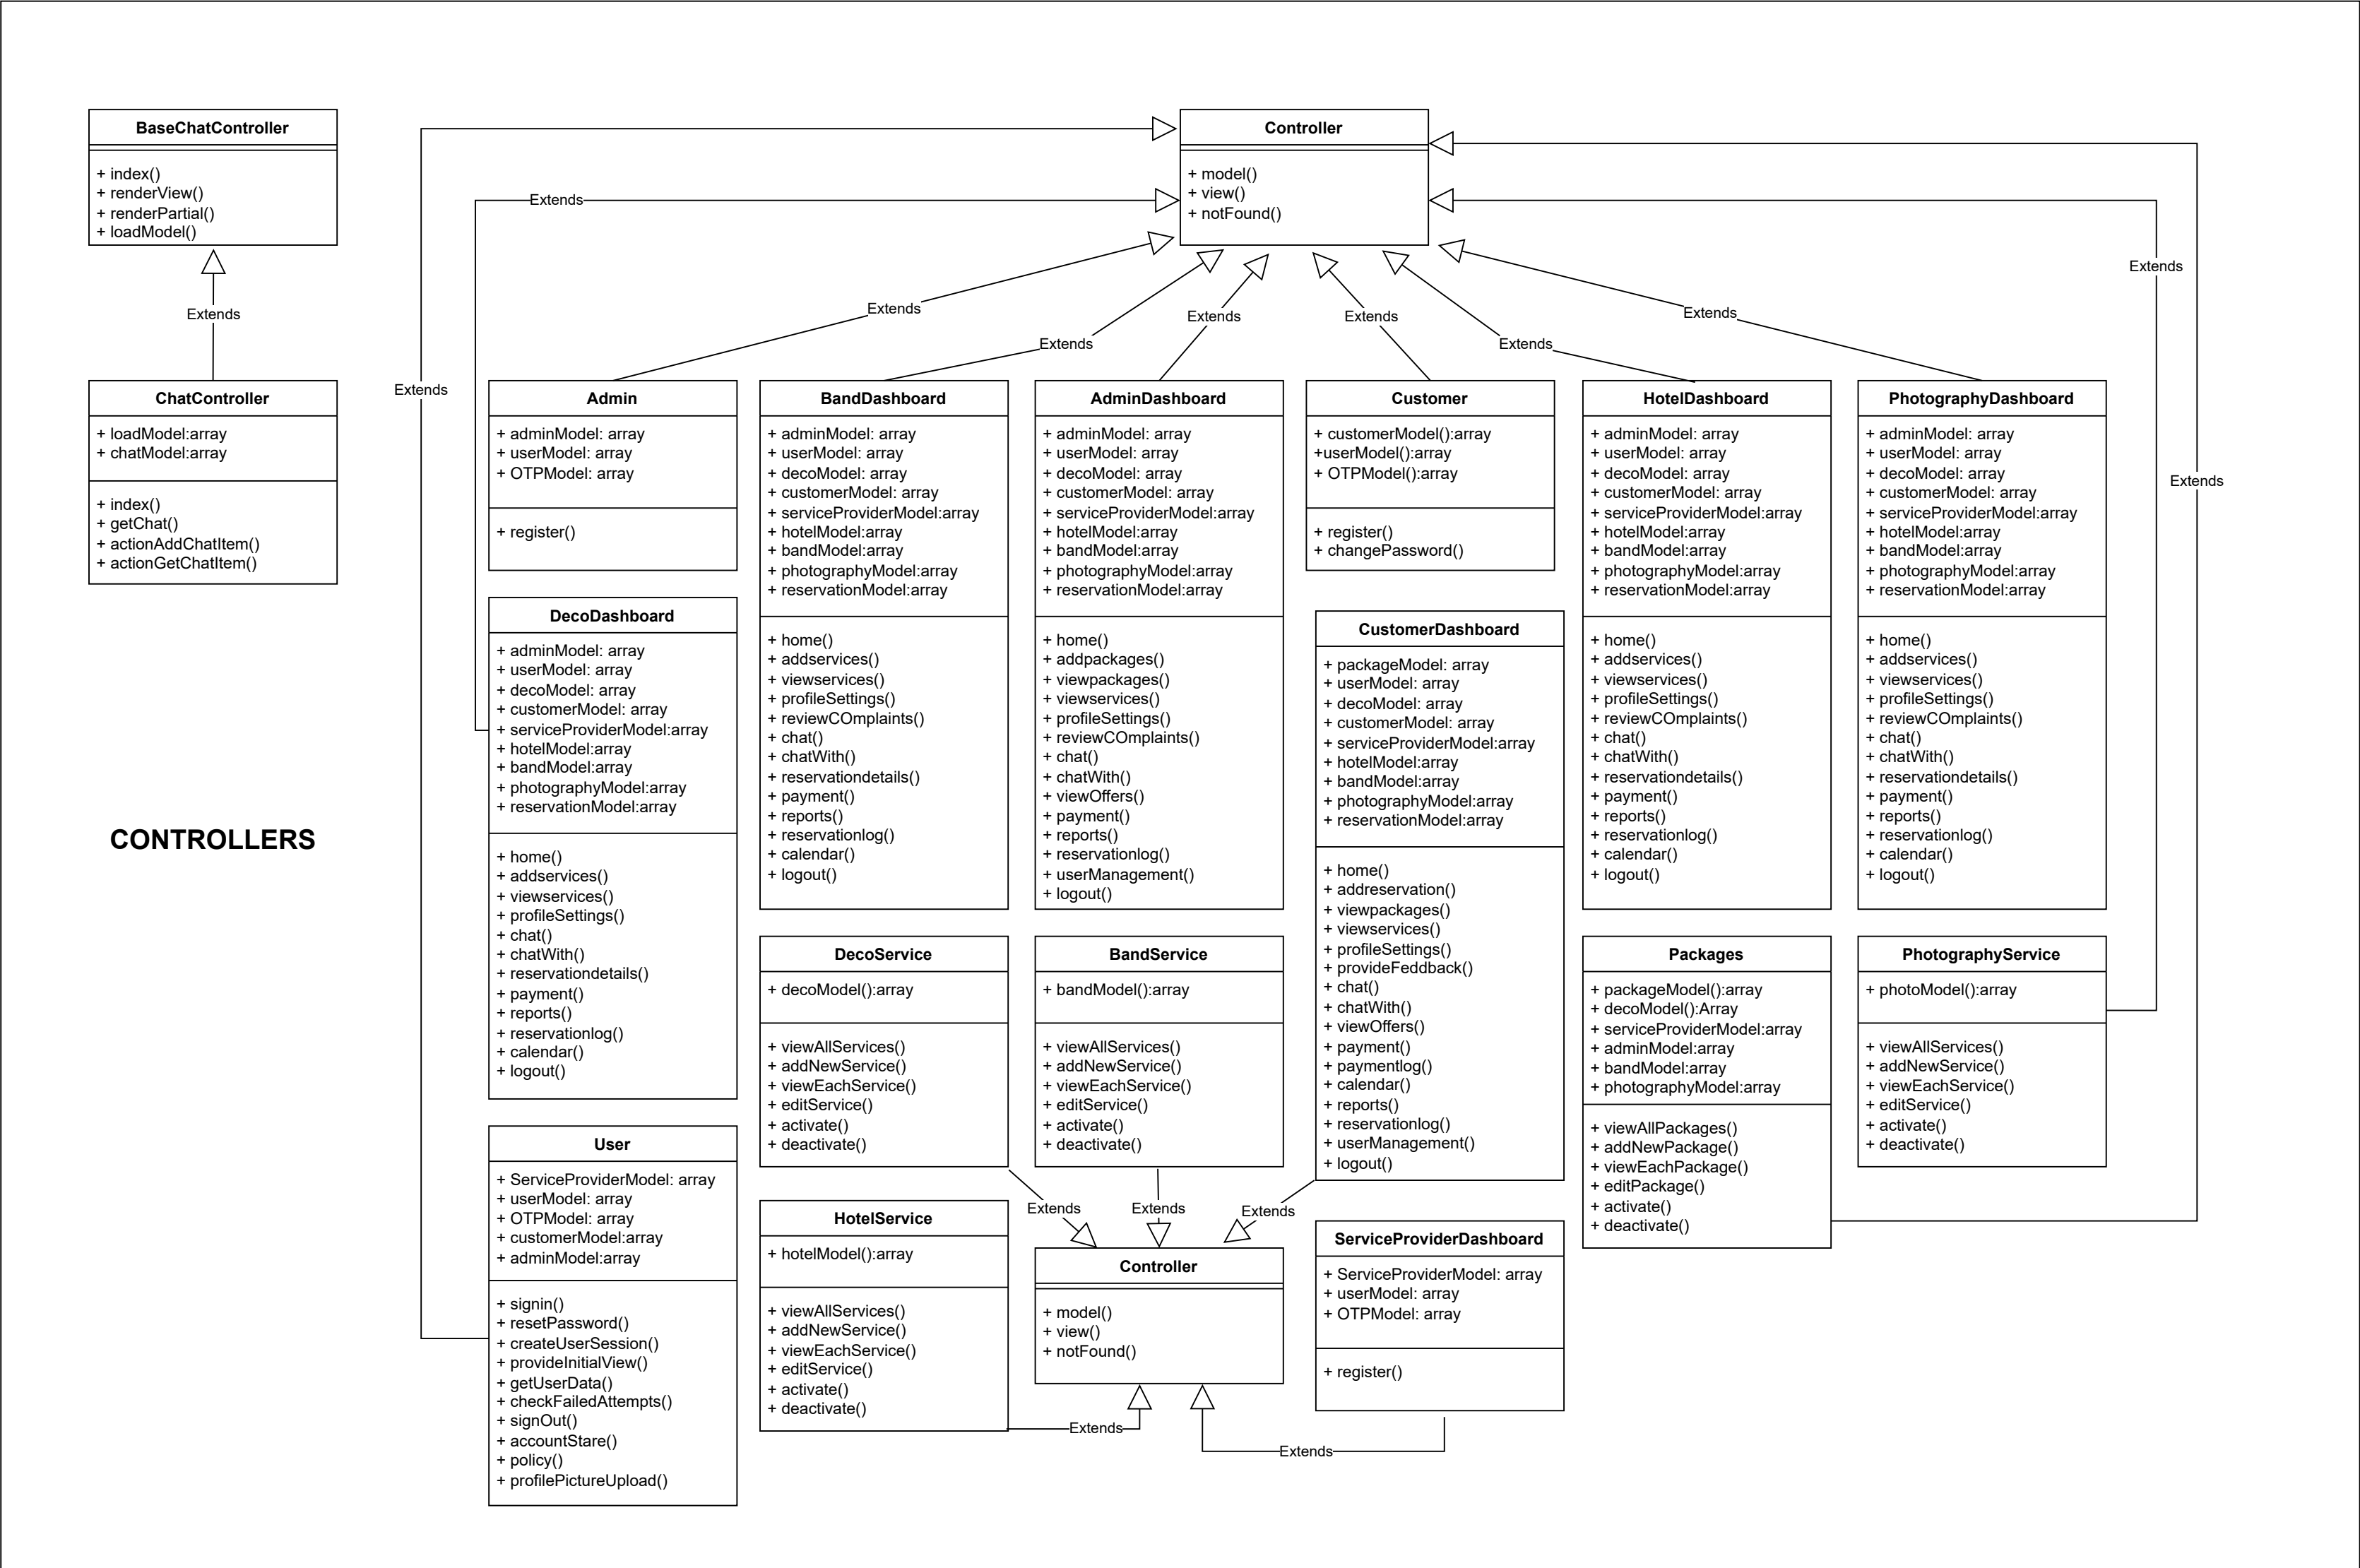 BaseChatController
+ index()
+ renderView()
+ renderPartial()
+ loadModel()
Extends
ChatController
+ loadModel:array
+ chatModel:array
+ index()
+ getChat()
+ actionAddChatItem()
+ actionGetChatItem()
CONTROLLERS
Controller
+ model()
+ view()
+ notFound()
Extends
Extends
Extends
Extends
Extends
Extends
Extends
Extends
Extends
Extends
Admin
+ adminModel: array
+ userModel: array
+ OTPModel: array
+ register()
BandDashboard
+ adminModel: array
+ userModel: array
+ decoModel: array
+ customerModel: array
+ serviceProviderModel:array
+ hotelModel:array
+ bandModel:array
+ photographyModel:array
+ reservationModel:array
+ home()
+ addservices()
+ viewservices()
+ profileSettings()
+ reviewCOmplaints()
+ chat()
+ chatWith()
+ reservationdetails()
+ payment()
+ reports()
+ reservationlog()
+ calendar()
+ logout()
AdminDashboard
+ adminModel: array
+ userModel: array
+ decoModel: array
+ customerModel: array
+ serviceProviderModel:array
+ hotelModel:array
+ bandModel:array
+ photographyModel:array
+ reservationModel:array
+ home()
+ addpackages()
+ viewpackages()
+ viewservices()
+ profileSettings()
+ reviewCOmplaints()
+ chat()
+ chatWith()
+ viewOffers()
+ payment()
+ reports()
+ reservationlog()
+ userManagement()
+ logout()
Customer
+ customerModel():array
+userModel():array
+ OTPModel():array
+ register()
+ changePassword()
HotelDashboard
+ adminModel: array
+ userModel: array
+ decoModel: array
+ customerModel: array
+ serviceProviderModel:array
+ hotelModel:array
+ bandModel:array
+ photographyModel:array
+ reservationModel:array
+ home()
+ addservices()
+ viewservices()
+ profileSettings()
+ reviewCOmplaints()
+ chat()
+ chatWith()
+ reservationdetails()
+ payment()
+ reports()
+ reservationlog()
+ calendar()
+ logout()
PhotographyDashboard
+ adminModel: array
+ userModel: array
+ decoModel: array
+ customerModel: array
+ serviceProviderModel:array
+ hotelModel:array
+ bandModel:array
+ photographyModel:array
+ reservationModel:array
+ home()
+ addservices()
+ viewservices()
+ profileSettings()
+ reviewCOmplaints()
+ chat()
+ chatWith()
+ reservationdetails()
+ payment()
+ reports()
+ reservationlog()
+ calendar()
+ logout()
DecoDashboard
+ adminModel: array
+ userModel: array
+ decoModel: array
+ customerModel: array
+ serviceProviderModel:array
+ hotelModel:array
+ bandModel:array
+ photographyModel:array
+ reservationModel:array
+ home()
+ addservices()
+ viewservices()
+ profileSettings()
+ chat()
+ chatWith()
+ reservationdetails()
+ payment()
+ reports()
+ reservationlog()
+ calendar()
+ logout()
CustomerDashboard
+ packageModel: array
+ userModel: array
+ decoModel: array
+ customerModel: array
+ serviceProviderModel:array
+ hotelModel:array
+ bandModel:array
+ photographyModel:array
+ reservationModel:array
+ home()
+ addreservation()
+ viewpackages()
+ viewservices()
+ profileSettings()
+ provideFeddback()
+ chat()
+ chatWith()
+ viewOffers()
+ payment()
+ paymentlog()
+ calendar()
+ reports()
+ reservationlog()
+ userManagement()
+ logout()
DecoService
+ decoModel():array
+ viewAllServices()
+ addNewService()
+ viewEachService()
+ editService()
+ activate()
+ deactivate()
BandService
+ bandModel():array
+ viewAllServices()
+ addNewService()
+ viewEachService()
+ editService()
+ activate()
+ deactivate()
Packages
+ packageModel():array
+ decoModel():Array
+ serviceProviderModel:array
+ adminModel:array
+ bandModel:array
+ photographyModel:array
+ viewAllPackages()
+ addNewPackage()
+ viewEachPackage()
+ editPackage()
+ activate()
+ deactivate()
PhotographyService
+ photoModel():array
+ viewAllServices()
+ addNewService()
+ viewEachService()
+ editService()
+ activate()
+ deactivate()
User
+ ServiceProviderModel: array
+ userModel: array
+ OTPModel: array
+ customerModel:array
+ adminModel:array
+ signin()
+ resetPassword()
+ createUserSession()
+ provideInitialView()
+ getUserData()
+ checkFailedAttempts()
+ signOut()
+ accountStare()
+ policy()
+ profilePictureUpload()
HotelService
+ hotelModel():array
+ viewAllServices()
+ addNewService()
+ viewEachService()
+ editService()
+ activate()
+ deactivate()
Extends
Extends
Extends
Controller
+ model()
+ view()
+ notFound()
Extends
Extends
ServiceProviderDashboard
+ ServiceProviderModel: array
+ userModel: array
+ OTPModel: array
+ register()